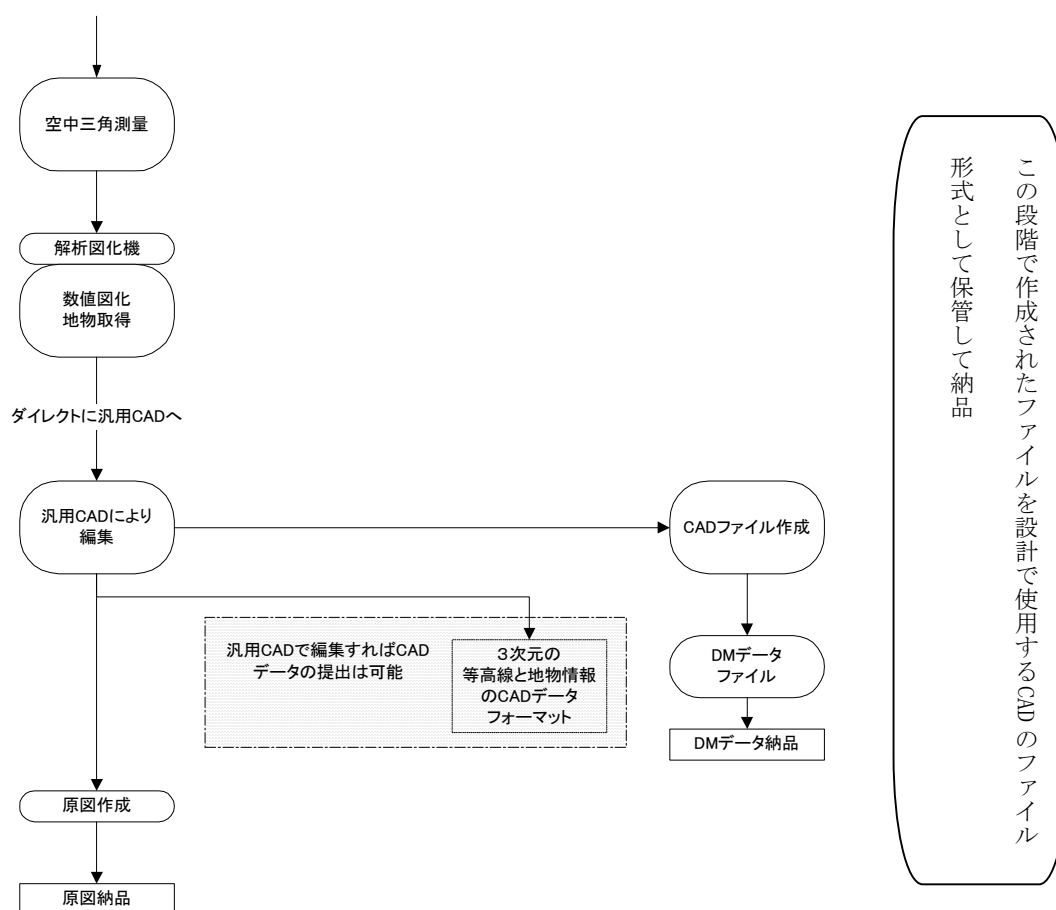 空中三角測量
解析図化機
数値図化
地物取得
ダイレクトに汎用CADへ
汎用CADにより
編集
CADファイル作成
汎用CADで編集すればCAD
データの提出は可能
3次元の
等高線と地物情報
のCADデータ
フォーマット
DMデータ
ファイル
DMデータ納品
原図作成
原図納品
この段階で作成されたファイルを設計で使用するCADのファイル
形式として保管して納品